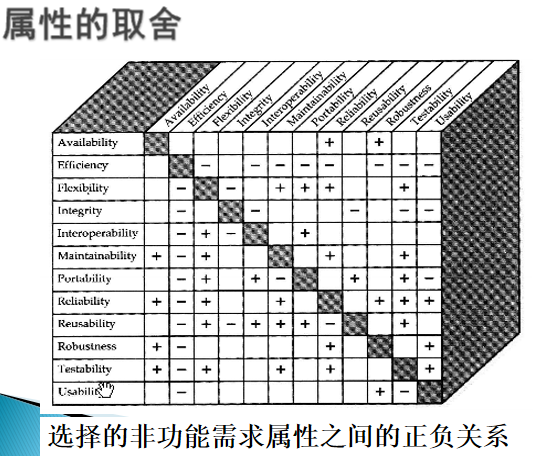 属性的取舍
Availability
Efficiency
Flexibility
Integrity
Interoperability
Maintainability
Portability
Reliability
Reusability
Robustness
Testability
Usability
Availability + +
Efficiency − − − − − − − −
Flexibility − − + + + +
Integrity − − − − −
Interoperability − + − +
Maintainability + − + + +
Portability − + + − + + −
Reliability + − + + + + +
Reusability − + − + + + − +
Robustness + − + +
Testability + − + + + +
Usability − + −
选择的非功能需求属性之间的正负关系